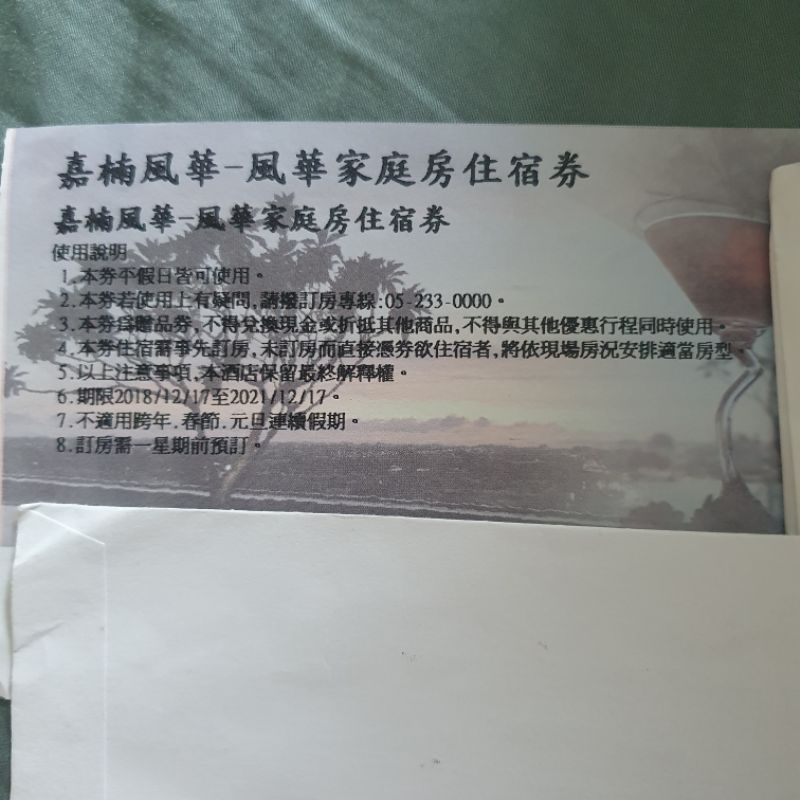 嘉楠風華-風華家庭房住宿券
嘉楠風華-風華家庭房住宿券
使用說明
1.本券平假日皆可使用。
2.本券若使用上有疑問,請撥訂房專線:05-233-0000。
3.本券為贈品券,不得兌換現金或折抵其他商品,不得與其他優惠行程同時使用。
4.本券住宿需事先訂房,未訂房而直接憑券欲住宿者,將依現場房況安排適當房型。
5.以上注意事項,本酒店保留最終解釋權。
6.期限2018/12/17至2021/12/17。
7.不適用跨年.春節.元旦連續假期。
8.訂房需一星期前預訂。